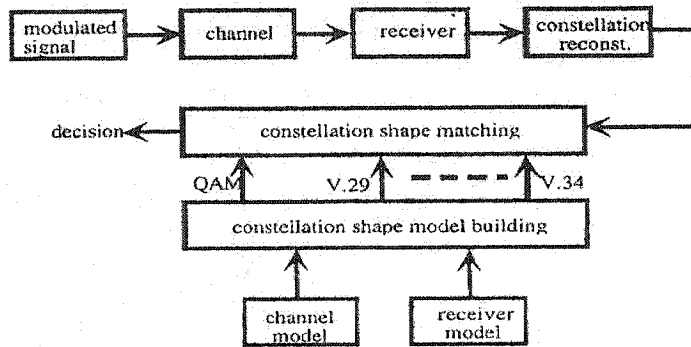 modulated
signal
channel
receiver
constellation
reconst.
decision
constellation shape matching
QAM
V.29
V.34
constellation shape model building
channel
model
receiver
model